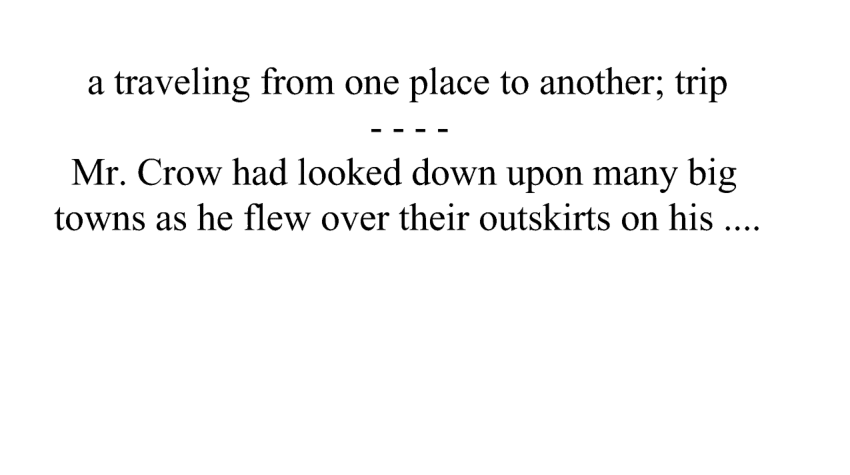 a traveling from one place to another; trip
- - - -
Mr. Crow had looked down upon many big
towns as he flew over their outskirts on his ....